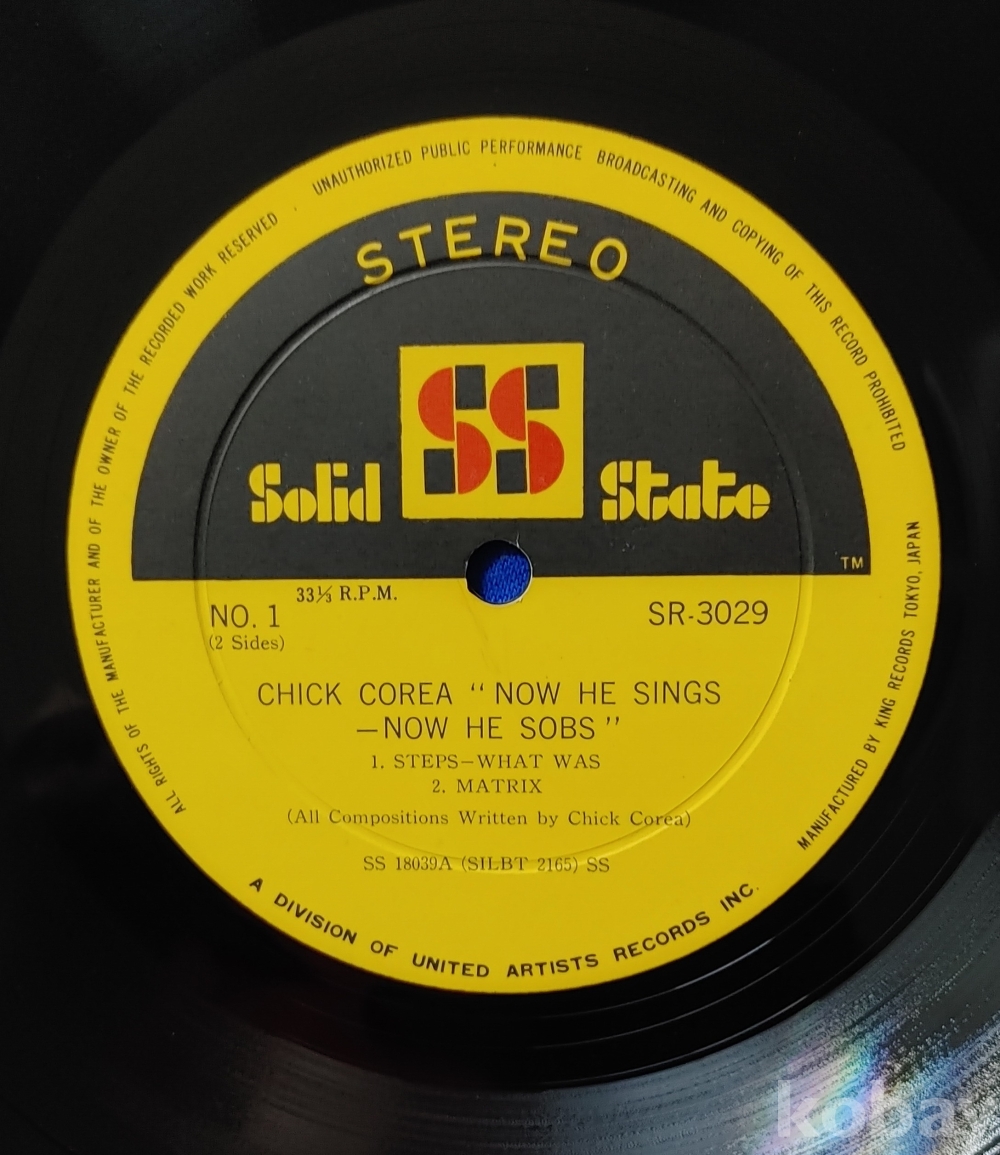 ALL RIGHTS OF THE MANUFACTURER AND OF THE OWNER OF THE RECORDED WORK RESERVED
UNAUTHORIZED PUBLIC PERFORMANCE BROADCASTING AND COPYING OF THIS RECORD PROHIBITED
STEREO
SS
Solid State
TM
33⅓ R.P.M.
NO. 1 SR-3029
(2 Sides)
CHICK COREA “NOW HE SINGS
—NOW HE SOBS”
1. STEPS—WHAT WAS
2. MATRIX
(All Compositions Written by Chick Corea)
SS 18039A (SILBT 2165) SS
A DIVISION OF UNITED ARTISTS RECORDS INC.
MANUFACTURED BY KING RECORDS TOKYO, JAPAN